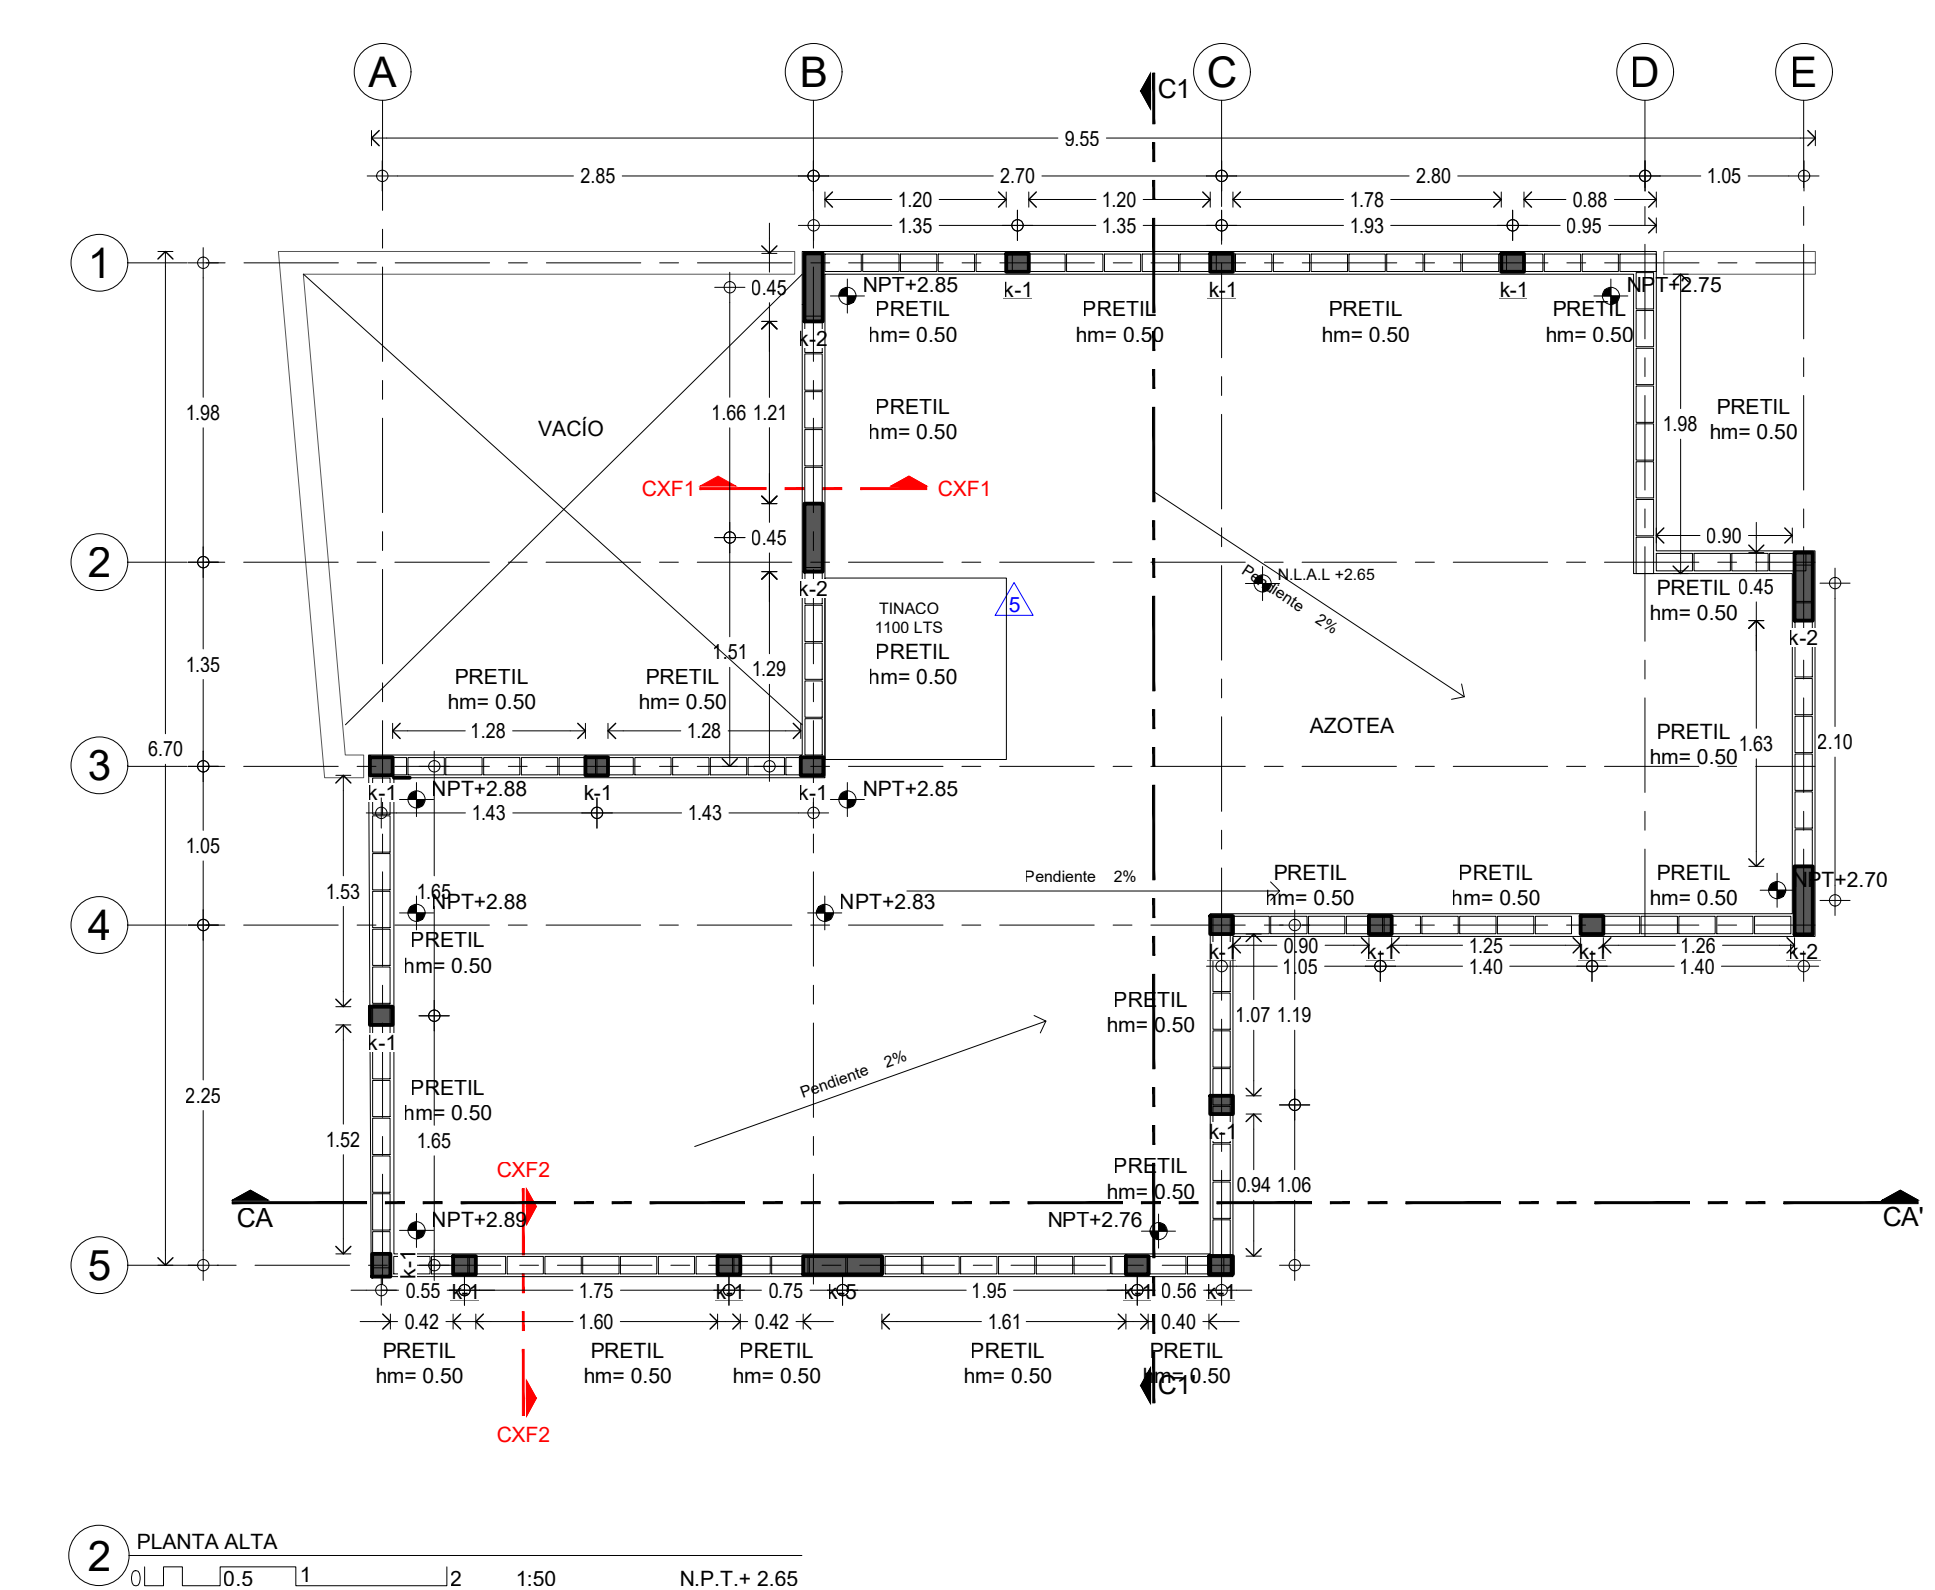 A
B
C
D
E
C1
9.55
2.85
2.70
2.80
1.05
1.20
1.20
1.78
0.88
1.35
1.35
1.93
0.95
1
0.45
NPT+2.85
k-1
k-1
k-1
NPT+2.75
PRETIL
hm= 0.50
PRETIL
hm= 0.50
PRETIL
hm= 0.50
PRETIL
hm= 0.50
k-2
1.98
VACÍO
1.66
1.21
PRETIL
hm= 0.50
1.98
PRETIL
hm= 0.50
CXF1
CXF1
0.45
0.90
2
N.L.A.L +2.65
Pendiente 2%
k-2
TINACO
1100 LTS
5
PRETIL
hm= 0.50
0.45
PRETIL
hm= 0.50
k-2
1.35
1.51
1.29
PRETIL
hm= 0.50
PRETIL
hm= 0.50
1.28
1.28
AZOTEA
PRETIL
hm= 0.50
1.63
2.10
6.70
3
k-1
NPT+2.88
k-1
k-1
NPT+2.85
1.43
1.43
1.05
1.53
1.65
NPT+2.88
NPT+2.83
Pendiente 2%
PRETIL
hm= 0.50
PRETIL
hm= 0.50
PRETIL
hm= 0.50
NPT+2.70
4
PRETIL
hm= 0.50
k-1
0.90
k-1
1.25
k-1
1.26
k-2
1.05
1.40
1.40
PRETIL
hm= 0.50
1.07
1.19
k-1
Pendiente 2%
2.25
PRETIL
hm= 0.50
1.52
1.65
k-1
CXF2
PRETIL
hm= 0.50
0.94
1.06
CA
CA'
NPT+2.89
NPT+2.76
5
k-1
0.55
k-1
1.75
k-1
0.75
k-5
1.95
k-1
0.56
k-1
0.42
1.60
0.42
1.61
0.40
PRETIL
hm= 0.50
PRETIL
hm= 0.50
PRETIL
hm= 0.50
PRETIL
hm= 0.50
PRETIL
hm= 0.50
C1'
CXF2
2
PLANTA ALTA
0
0.5
1
2
1:50
N.P.T.+ 2.65